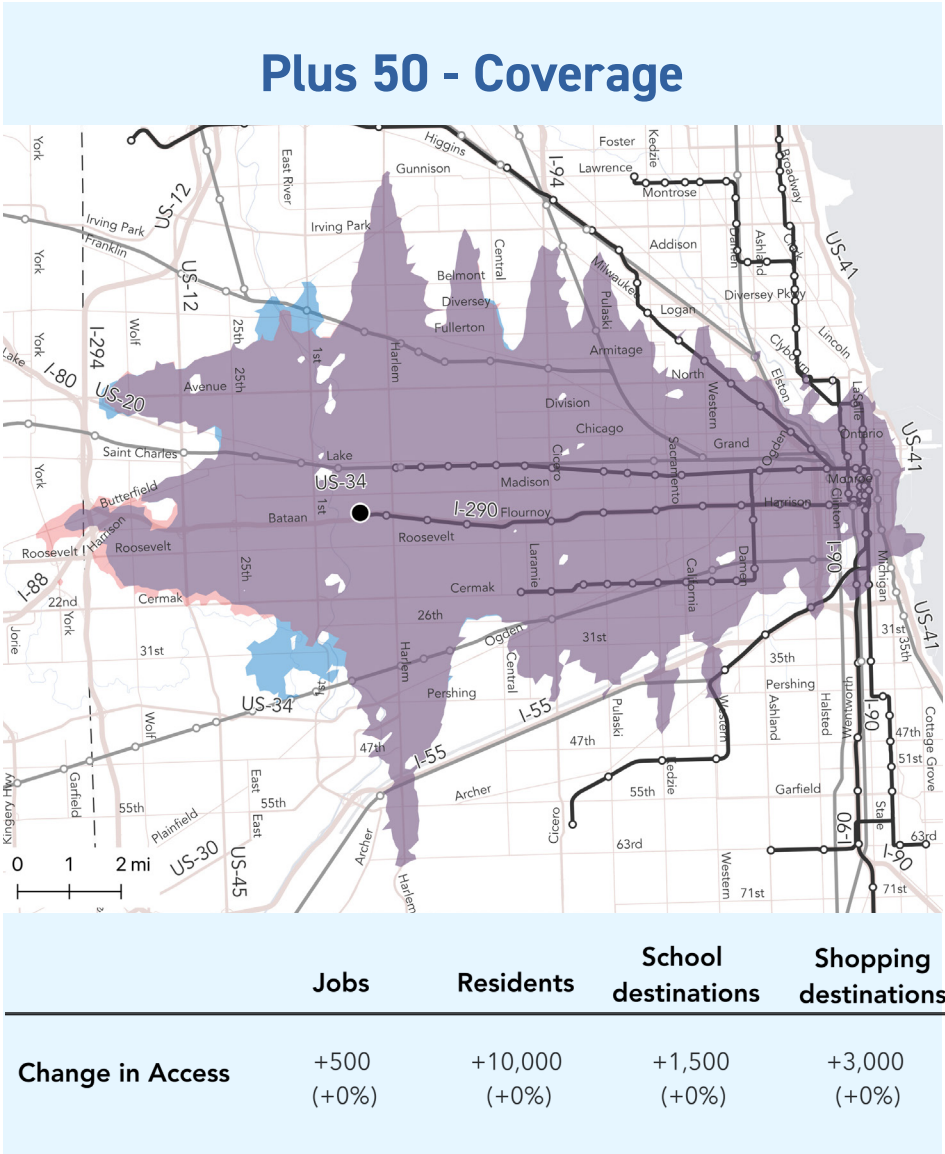 Plus 50 - Coverage
York
East River
Higgins
Gunnison
I-94
Foster
Kedzie
Lawrence
Montrose
Broadway
US-12
Irving Park
Franklin
Irving Park
Central
Addison
Damen
Ashland
Clark
US-41
York
US-12
Belmont
Diversey
Fullerton
Milwaukee
Pulaski
Diversey Pkwy
Logan
Lincoln
York
Lake
I-294
Wolf
25th
1st
Harlem
Armitage
Clybourn
Elston
I-80
US-20
Avenue
25th
North
Western
LaSalle
Division
Chicago
Ogden
Ontario
US-41
Saint Charles
Lake
Cicero
Sacramento
Grand
York
US-34
Madison
Monroe
Butterfield
1st
I-290
Flournoy
Harrison
Clinton
Harrison
Bataan
Roosevelt
Roosevelt
Roosevelt
Laramie
Damen
I-90
Michigan
I-88
25th
Cermak
California
22nd
York
Cermak
26th
US-41
Jorie
31st
Harlem
Ogden
31st
31st
35th
Central
35th
1st
Pershing
Pershing
US-34
I-55
Pulaski
Western
Ashland
Halsted
Wentworth
I-90
Cottage Grove
Wolf
47th
I-55
47th
47th
51st
Kingery Hwy
Garfield
East
55th
55th
East
Archer
Kedzie
55th
Garfield
Plainfield
Archer
Cicero
63rd
I-90
State
63rd
US-30
US-45
Western
I-90
0 1 2 mi
Harlem
71st
71st
Jobs
Residents
School
destinations
Shopping
destinations
Change in Access
+500
(+0%)
+10,000
(+0%)
+1,500
(+0%)
+3,000
(+0%)